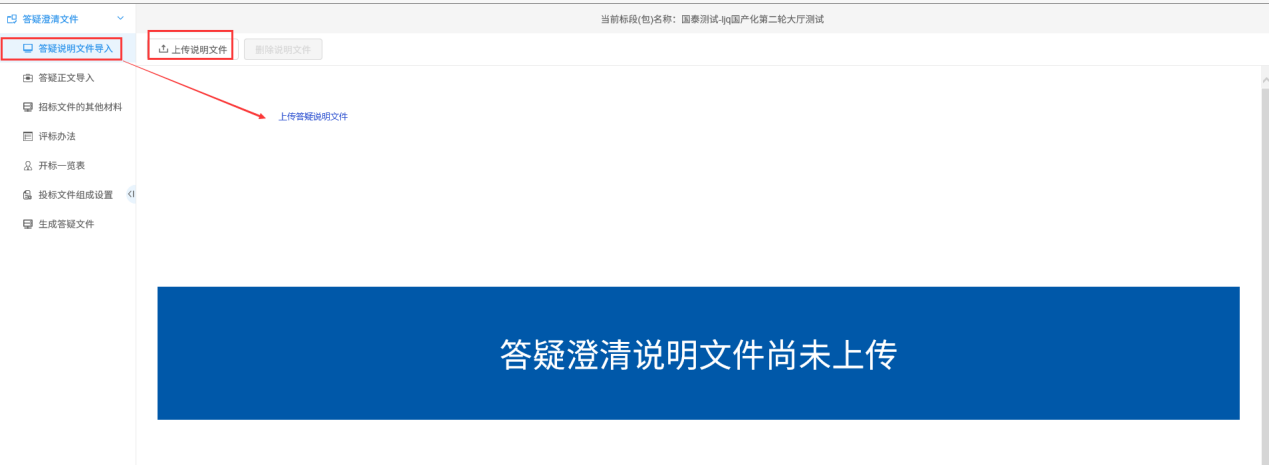 答疑澄清文件
当前标段(包)名称：国泰测试-ljq国产化第二轮大厅测试
答疑说明文件导入
上传说明文件
删除说明文件
答疑正文导入
招标文件的其他材料
上传答疑说明文件
评标办法
开标一览表
投标文件组成设置
生成答疑文件
答疑澄清说明文件尚未上传